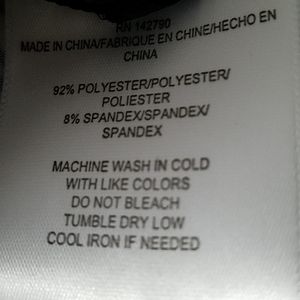 RN 142790
MADE IN CHINA/FABRIQUE EN CHINE/HECHO EN
CHINA
92% POLYESTER/POLYESTER/
POLIESTER
8% SPANDEX/SPANDEX/
SPANDEX
MACHINE WASH IN COLD
WITH LIKE COLORS
DO NOT BLEACH
TUMBLE DRY LOW
COOL IRON IF NEEDED